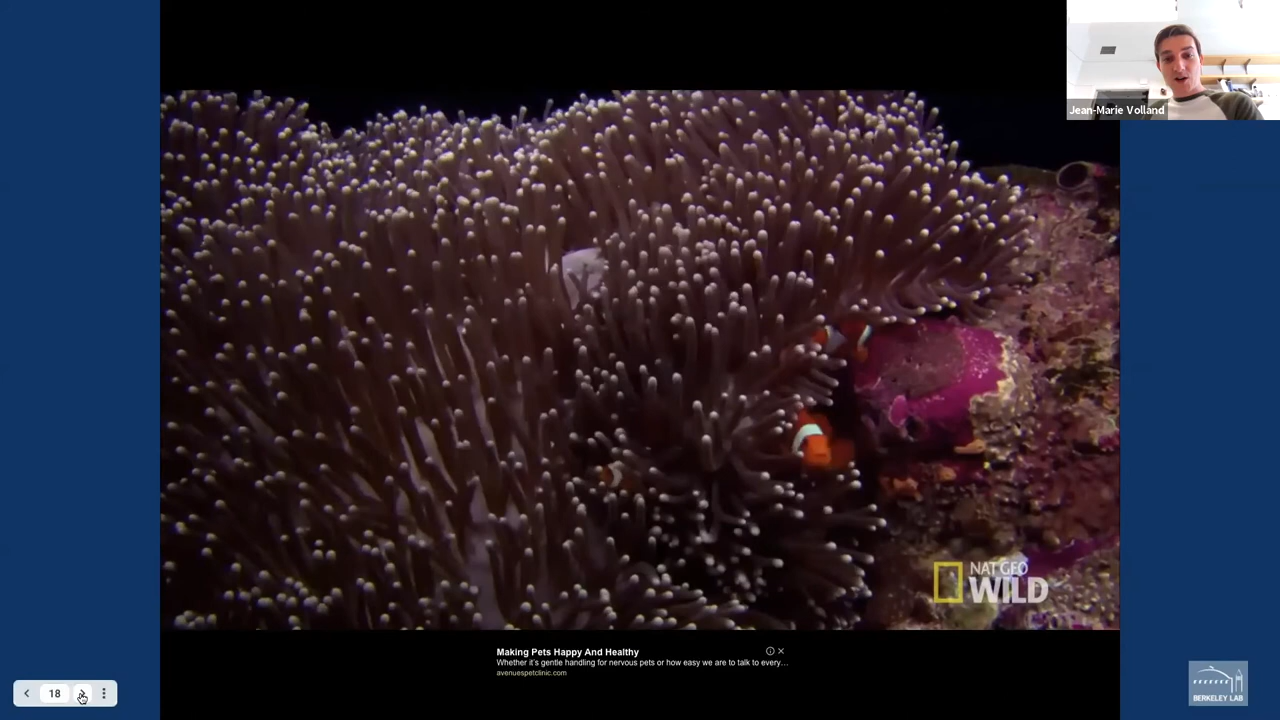 Jean-Marie Volland
NAT GEO
WILD
Making Pets Happy And Healthy
Whether it's gentle handling for nervous pets or how easy we are to talk to every…
avenuespetclinic.com
18
BERKELEY LAB